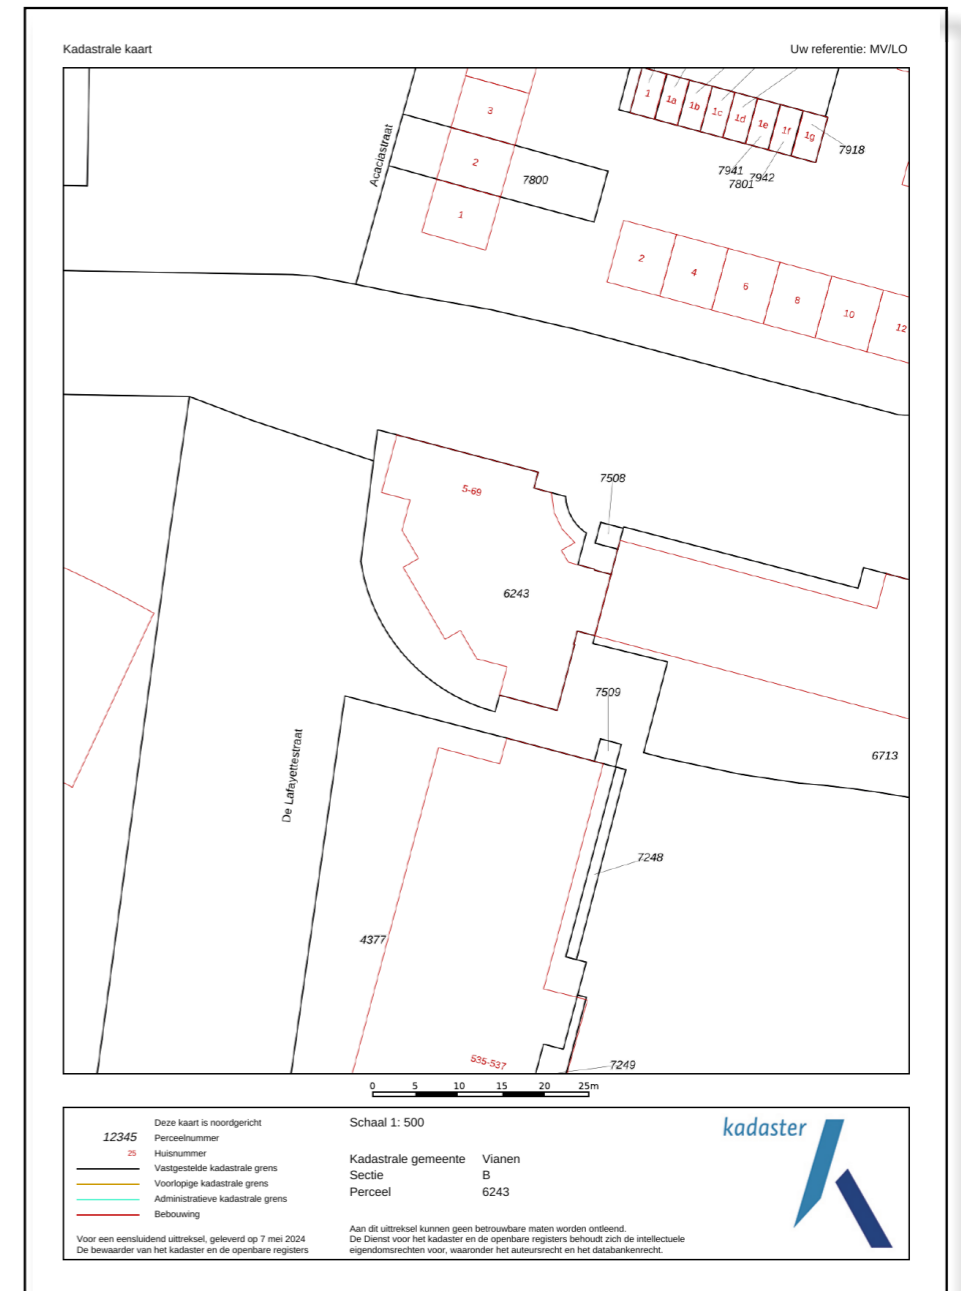 Kadastrale kaart
Uw referentie: MV/LO
Acaciastraat
3
2
1
7800
1
1a
1b
1c
1d
1e
1f
1g
7918
7941
7942
7801
2
4
6
8
10
12
5-69
7508
6243
7509
6713
De Lafayettestraat
7248
4377
535-537
7249
0 5 10 15 20 25m
Deze kaart is noordgericht
12345 Perceelnummer
25 Huisnummer
Vastgestelde kadastrale grens
Voorlopige kadastrale grens
Administratieve kadastrale grens
Bebouwing
Voor een eensluidend uittreksel, geleverd op 7 mei 2024
De bewaarder van het kadaster en de openbare registers
Schaal 1: 500
Kadastrale gemeente Vianen
Sectie B
Perceel 6243
Aan dit uittreksel kunnen geen betrouwbare maten worden ontleend.
De Dienst voor het kadaster en de openbare registers behoudt zich de intellectuele
eigendomsrechten voor, waaronder het auteursrecht en het databankenrecht.
kadaster